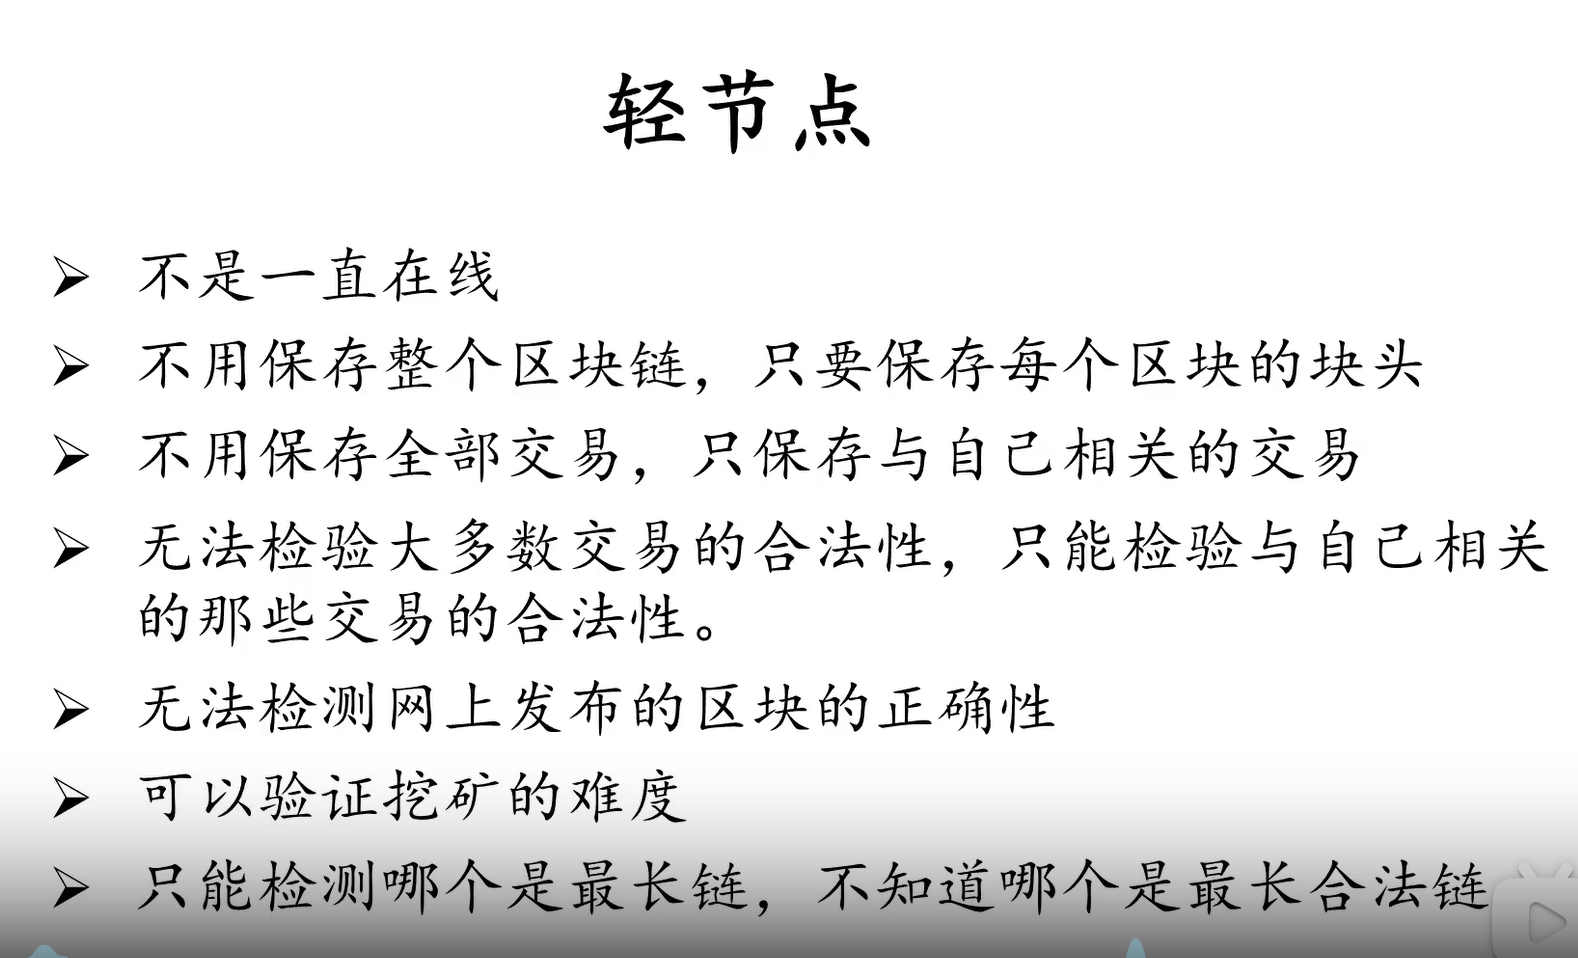 轻节点
不是一直在线
不用保存整个区块链，只要保存每个区块的块头
不用保存全部交易，只保存与自己相关的交易
无法检验大多数交易的合法性，只能检验与自己相关
的那些交易的合法性。
无法检测网上发布的区块的正确性
可以验证挖矿的难度
只能检测哪个是最长链，不知道哪个是最长合法链